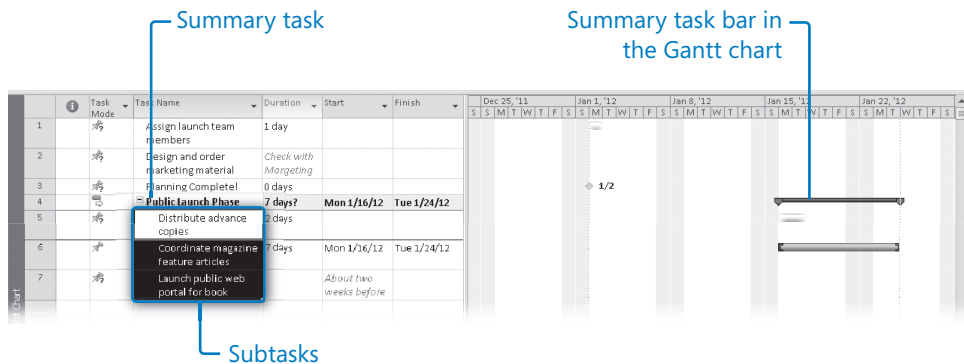 Summary task
Summary task bar in
the Gantt chart
Task Mode Task Name Duration Start Finish
Dec 25, '11 Jan 1, '12 Jan 8, '12 Jan 15, '12 Jan 22, '12
S S M T W T F S S M T W T F S S M T W T F S S M T W T F S S M T W T F S
1 Assign launch team 1 day
members
2 Design and order Check with
marketing material Margeting
3 Planning Complete! 0 days 1/2
4 Public Launch Phase 7 days? Mon 1/16/12 Tue 1/24/12
5 Distribute advance 2 days
copies
6 Coordinate magazine 7 days Mon 1/16/12 Tue 1/24/12
feature articles
7 Launch public web About two
portal for book weeks before
Chart
Subtasks